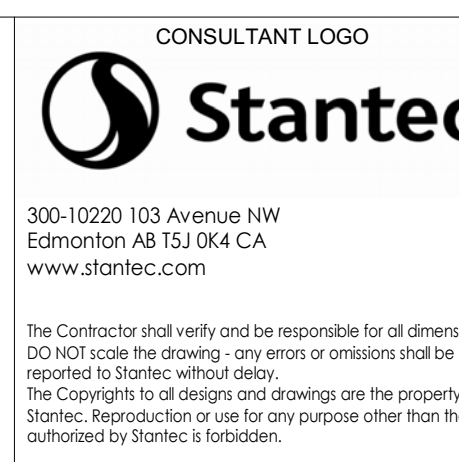 CONSULTANT LOGO
Stantec
300-10220 103 Avenue NW
Edmonton AB T5J 0K4 CA
www.stantec.com
The Contractor shall verify and be responsible for all dimens
DO NOT scale the drawing - any errors or omissions shall be
reported to Stantec without delay.
The Copyrights to all designs and drawings are the property
Stantec. Reproduction or use for any purpose other than tha
authorized by Stantec is forbidden.